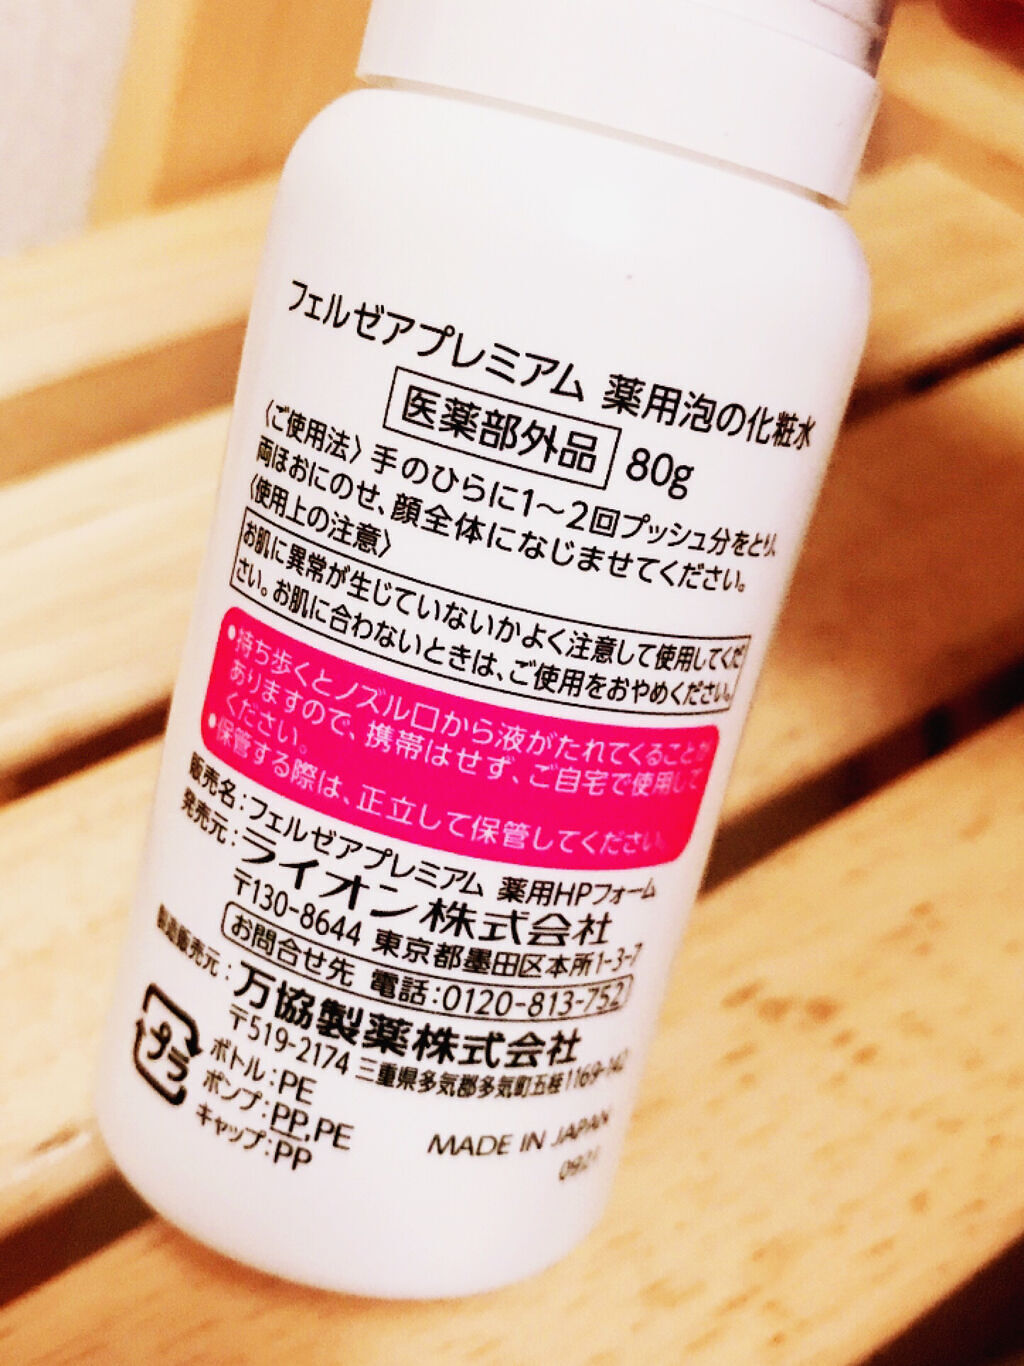 フェルゼアプレミアム 薬用泡の化粧水
医薬部外品 80g
〈ご使用法〉手のひらに1〜2回プッシュ分をとり、
両ほおにのせ、顔全体になじませてください。
〈使用上の注意〉
お肌に異常が生じていないかよく注意して使用してくだ
さい。お肌に合わないときは、ご使用をおやめください。
•持ち歩くとノズル口から液がたれてくることが
ありますので、携帯はせず、ご自宅で使用して
ください。
•保管する際は、正立して保管してください。
販売名：フェルゼアプレミアム 薬用HPフォーム
発売元：ライオン株式会社
〒130-8644 東京都墨田区本所1-3-7
お問合せ先 電話：0120-813-752
製造販売元：万協製薬株式会社
〒519-2174 三重県多気郡多気町五桂1169-142
プラ
ボトル：PE
ポンプ：PP,PE
キャップ：PP
MADE IN JAPAN